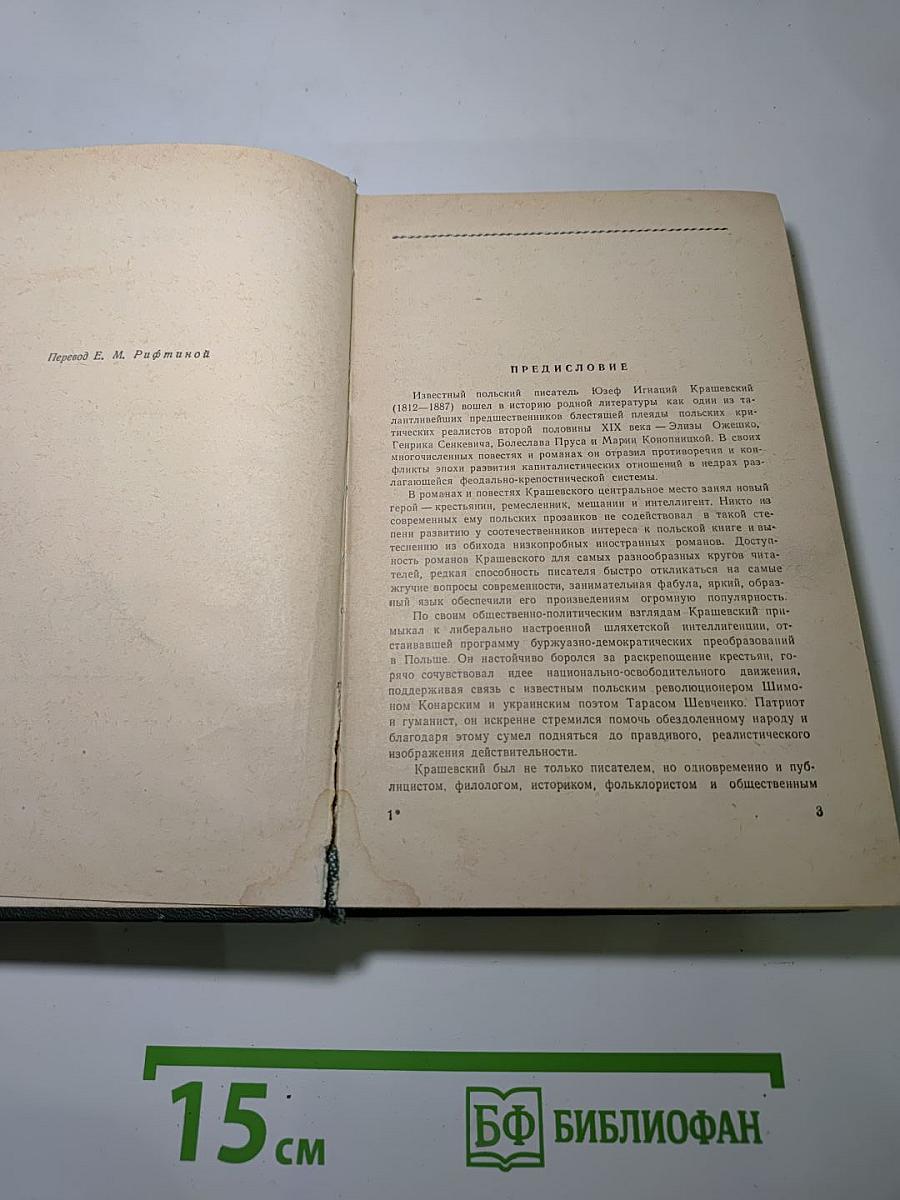 Перевод Е. М. Рифтиной
ПРЕДИСЛОВИЕ
Известный польский писатель Юзеф Игнаций Крашевский
(1812—1887) вошел в историю родной литературы как один из та-
лантливейших предшественников блестящей плеяды польских кри-
тических реалистов второй половины XIX века — Элизы Ожешко,
Генрика Сенкевича, Болеслава Пруса и Марии Конопницкой. В своих
многочисленных повестях и романах он отразил противоречия и кон-
фликты эпохи развития капиталистических отношений в недрах раз-
лагающейся феодально-крепостнической системы.
В романах и повестях Крашевского центральное место занял новый
герой — крестьянин, ремесленник, мещанин и интеллигент. Никто из
современных ему польских прозаиков не содействовал в такой сте-
пени развитию у соотечественников интереса к польской книге и вы-
теснению из обихода низкопробных иностранных романов. Доступ-
ность романов Крашевского для самых разнообразных кругов чита-
телей, редкая способность писателя быстро откликаться на самые
жгучие вопросы современности, занимательная фабула, яркий, образ-
ный язык обеспечили его произведениям огромную популярность.
По своим общественно-политическим взглядам Крашевский при-
мыкал к либерально настроенной шляхетской интеллигенции, от-
стаивавшей программу буржуазно-демократических преобразований
в Польше. Он настойчиво боролся за раскрепощение крестьян, го-
рячо сочувствовал идее национально-освободительного движения,
поддерживая связь с известным польским революционером Шимо-
ном Конарским и украинским поэтом Тарасом Шевченко. Патриот
и гуманист, он искренне стремился помочь обездоленному народу и
благодаря этому сумел подняться до правдивого, реалистического
изображения действительности.
Крашевский был не только писателем, но одновременно и пуб-
лицистом, филологом, историком, фольклористом и общественным
1*
3
15 см
БФ БИБЛИОФАН